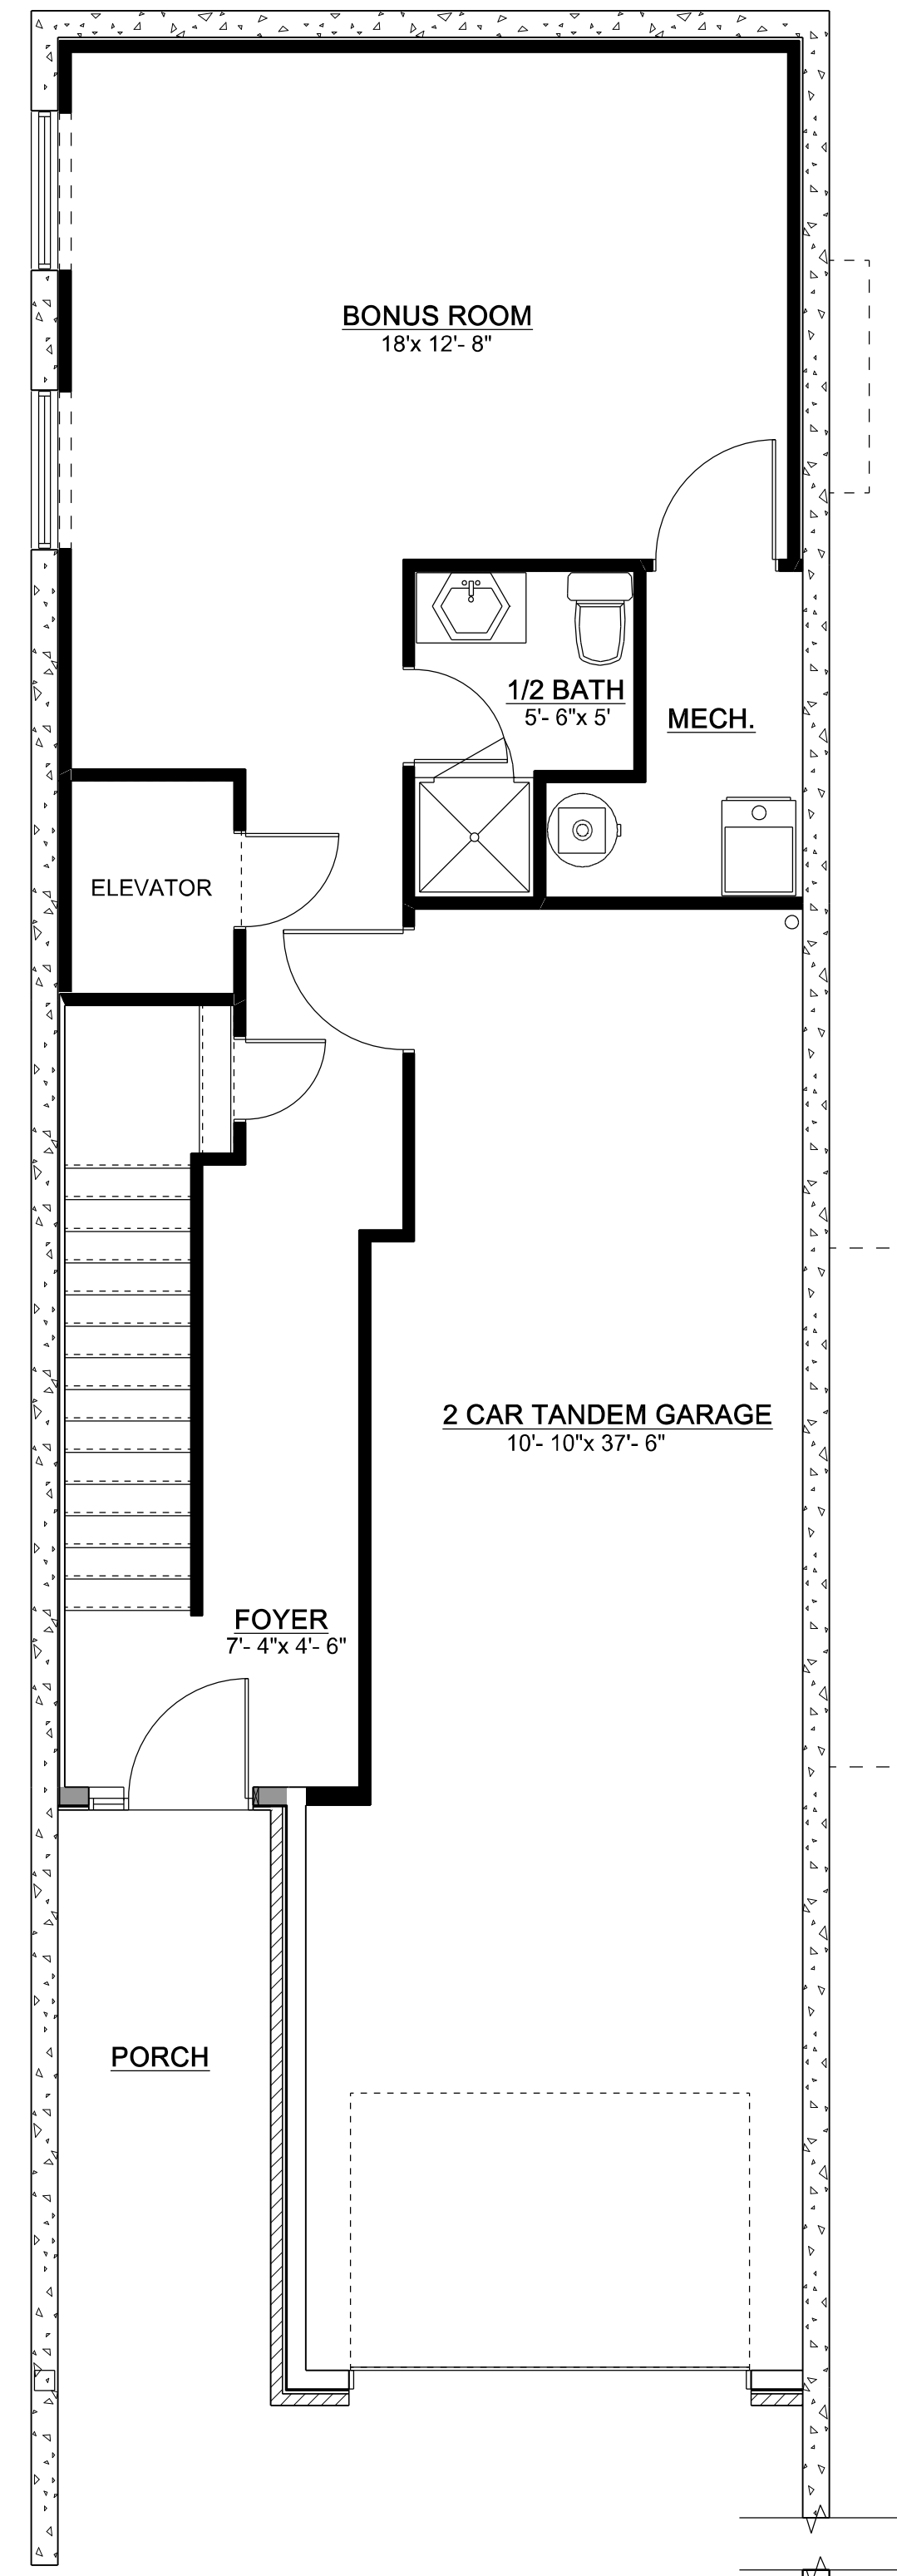 BONUS ROOM
18'x 12'- 8"
1/2 BATH
5'- 6"x 5'
MECH.
ELEVATOR
2 CAR TANDEM GARAGE
10'- 10"x 37'- 6"
FOYER
7'- 4"x 4'- 6"
PORCH